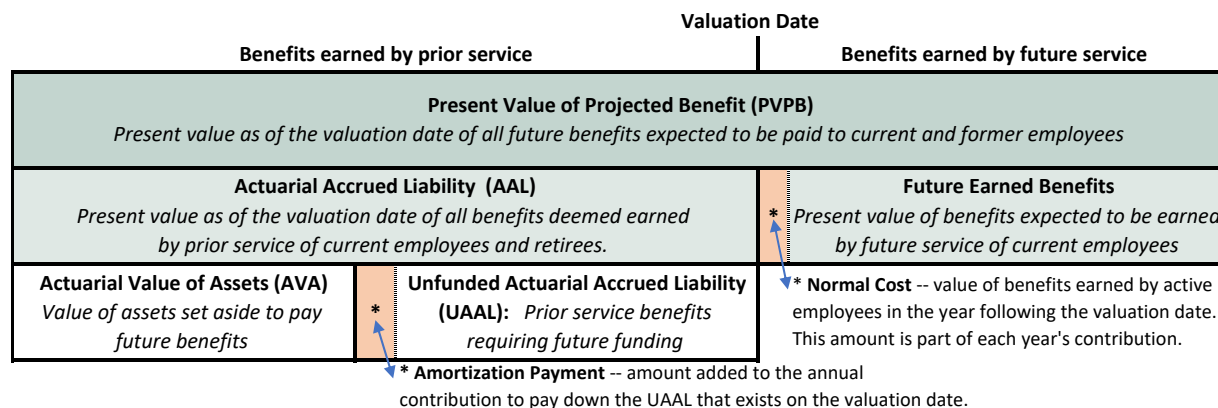 Valuation Date
Benefits earned by prior service
Benefits earned by future service
Present Value of Projected Benefit (PVPB)
Present value as of the valuation date of all future benefits expected to be paid to current and former employees
Actuarial Accrued Liability (AAL)
Present value as of the valuation date of all benefits deemed earned
by prior service of current employees and retirees.
*
Future Earned Benefits
Present value of benefits expected to be earned
by future service of current employees
Actuarial Value of Assets (AVA)
Value of assets set aside to pay
future benefits
*
Unfunded Actuarial Accrued Liability
(UAAL): Prior service benefits
requiring future funding
* Normal Cost -- value of benefits earned by active
employees in the year following the valuation date.
This amount is part of each year's contribution.
* Amortization Payment -- amount added to the annual
contribution to pay down the UAAL that exists on the valuation date.